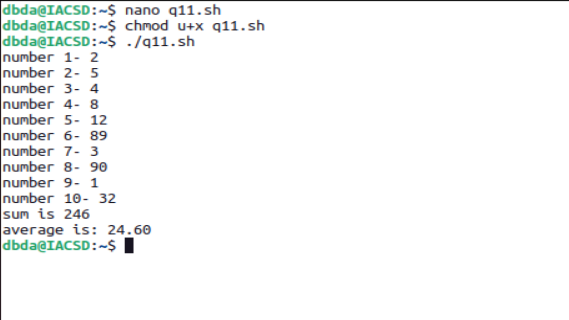 dbda@IACSD:~$ nano q11.sh
dbda@IACSD:~$ chmod u+x q11.sh
dbda@IACSD:~$ ./q11.sh
number 1- 2
number 2- 5
number 3- 4
number 4- 8
number 5- 12
number 6- 89
number 7- 3
number 8- 90
number 9- 1
number 10- 32
sum is 246
average is: 24.60
dbda@IACSD:~$